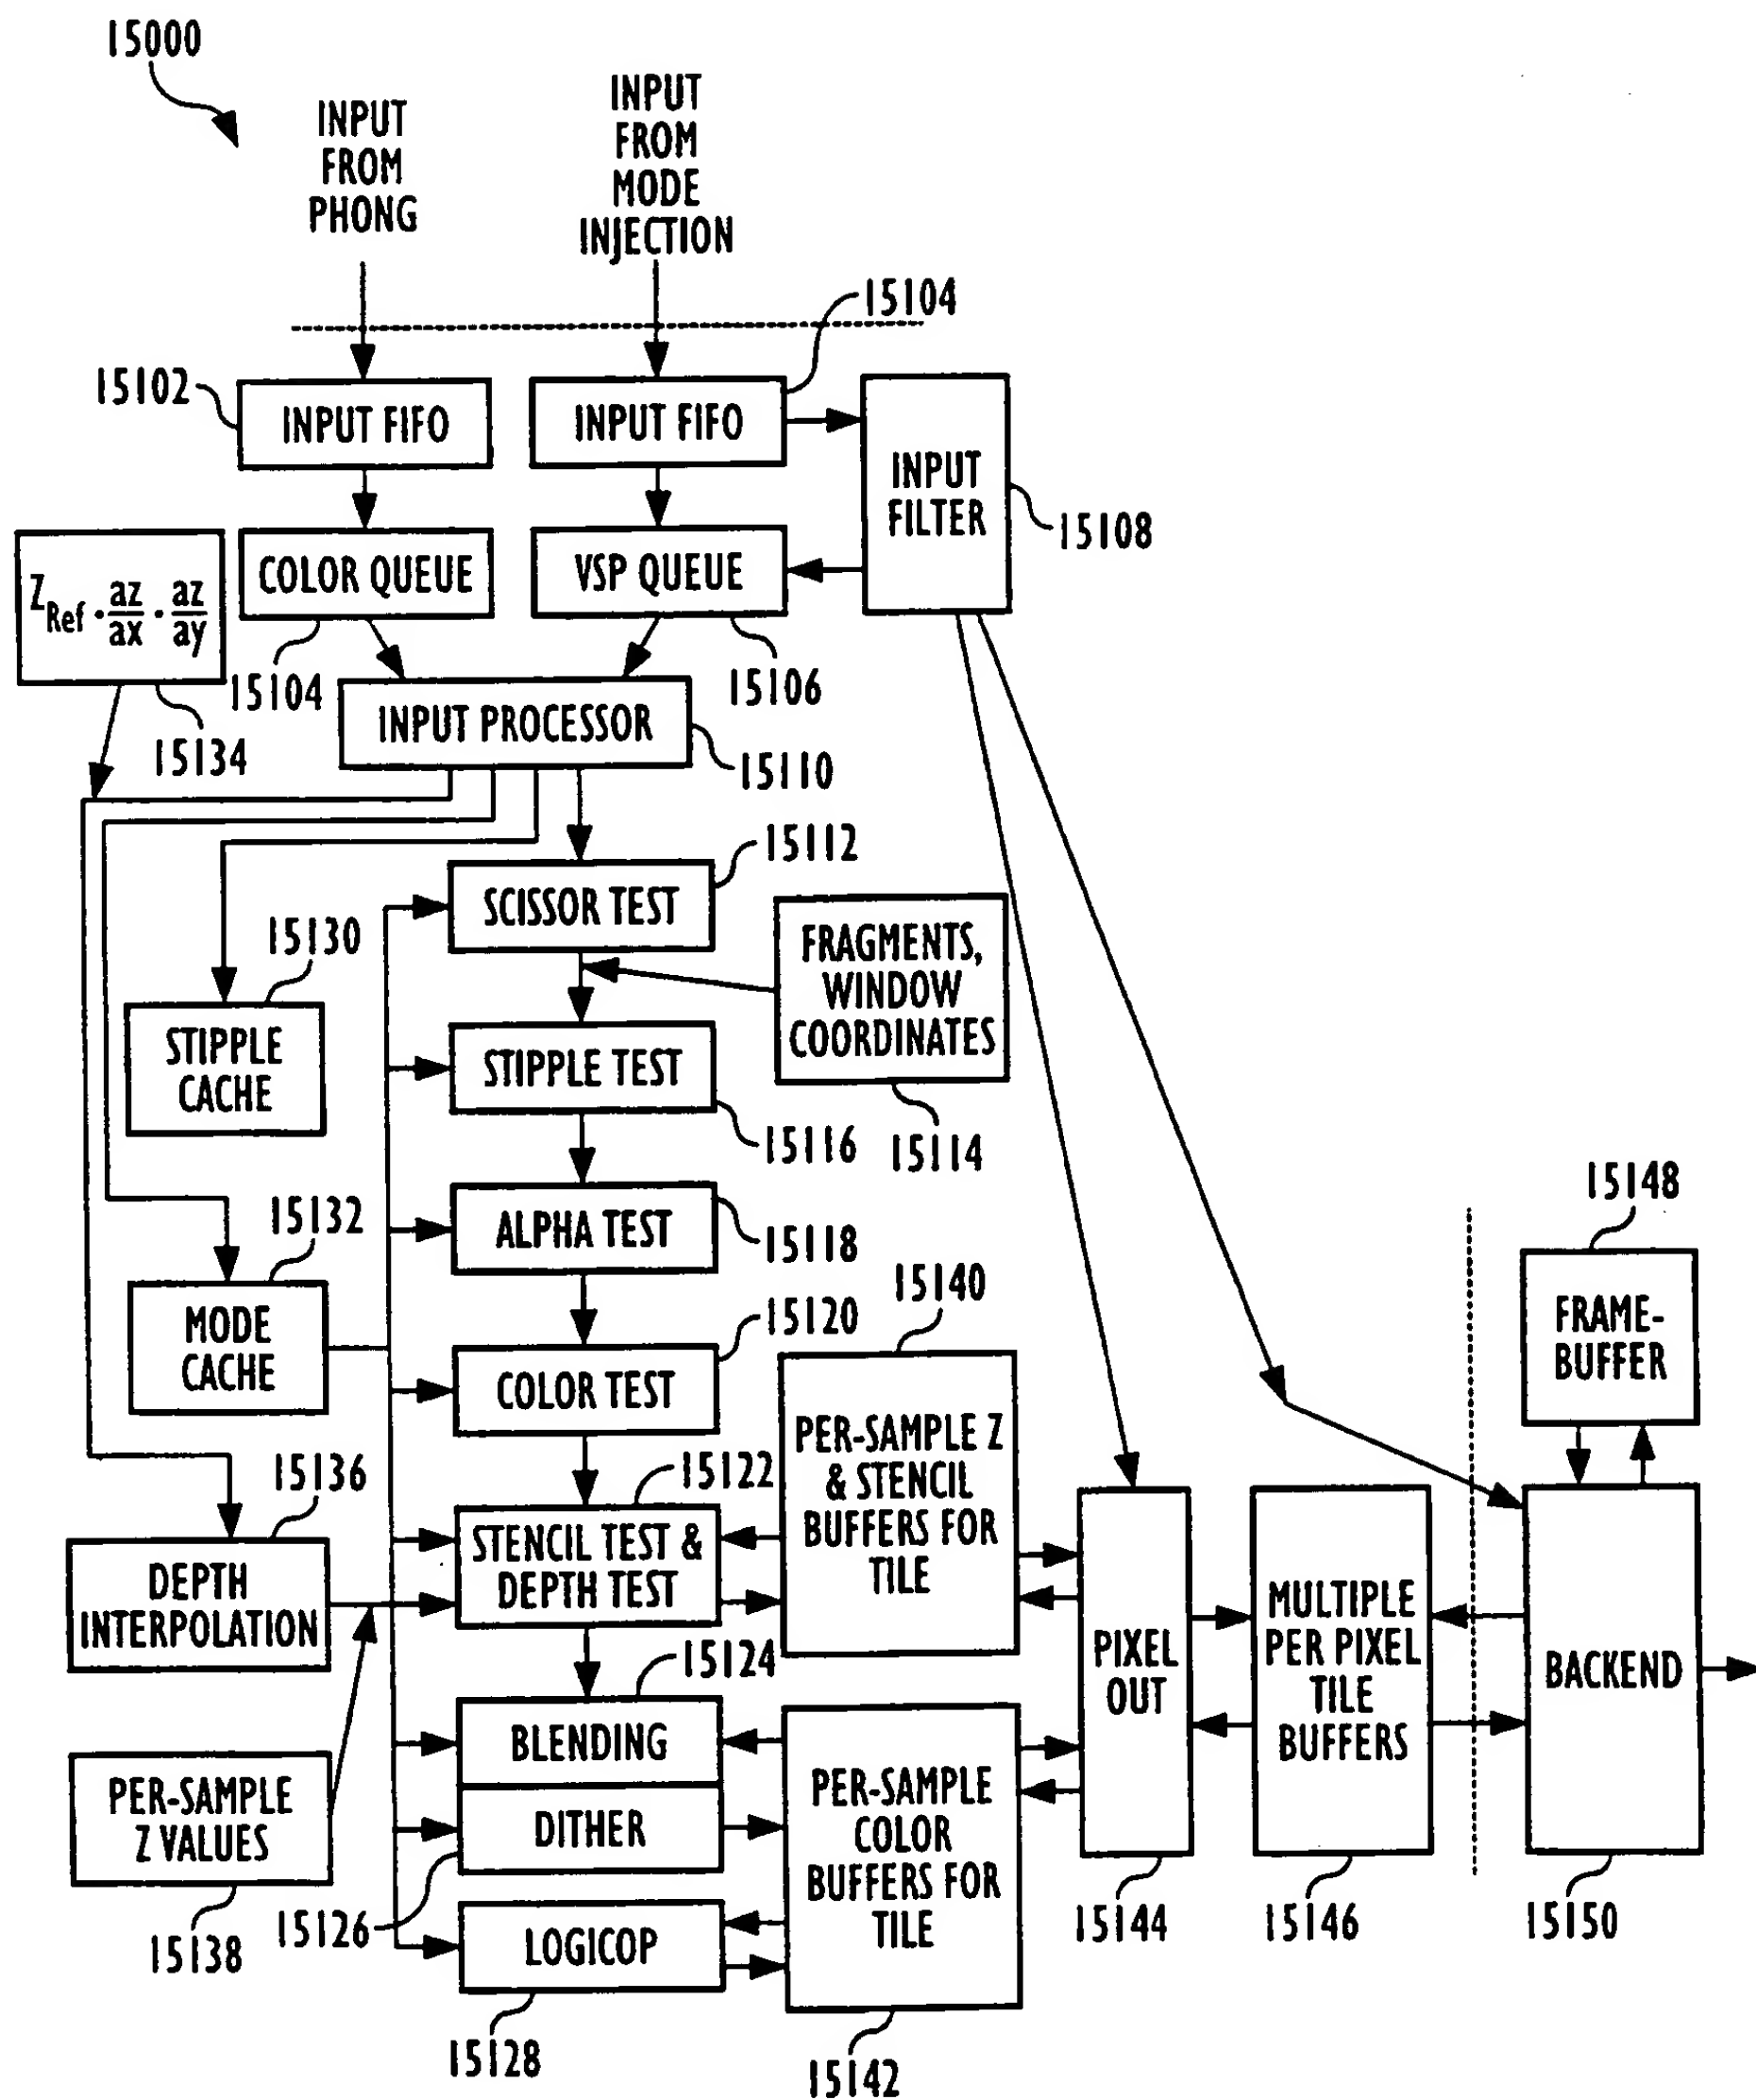 15000
INPUT
FROM
PHONG
INPUT
FROM
MODE
INJECTION
15104
15102
INPUT FIFO
INPUT FIFO
INPUT
FILTER
15108
COLOR QUEUE
VSP QUEUE
Z_Ref · az/ax · az/ay
15104
15106
15134
INPUT PROCESSOR
15110
15112
SCISSOR TEST
15130
FRAGMENTS,
WINDOW
COORDINATES
STIPPLE
CACHE
STIPPLE TEST
15116
15114
15132
ALPHA TEST
15118
15148
15140
MODE
CACHE
15120
COLOR TEST
FRAME-
BUFFER
PER-SAMPLE Z
& STENCIL
BUFFERS FOR
TILE
15136
15122
STENCIL TEST &
DEPTH TEST
DEPTH
INTERPOLATION
15124
PIXEL
OUT
MULTIPLE
PER PIXEL
TILE
BUFFERS
BACKEND
BLENDING
PER-SAMPLE
Z VALUES
DITHER
PER-SAMPLE
COLOR
BUFFERS FOR
TILE
15126
15138
LOGICOP
15144
15146
15150
15128
15142